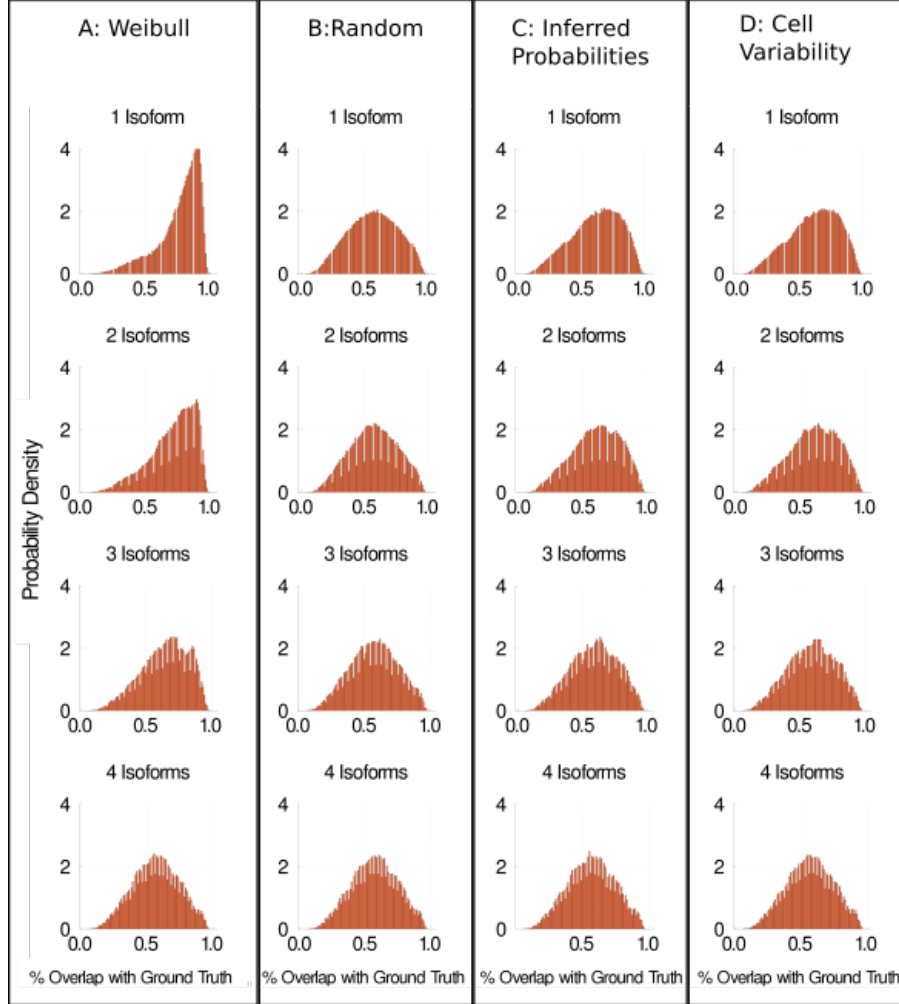 A: Weibull
B:Random
C: Inferred
Probabilities
D: Cell
Variability
1 Isoform
1 Isoform
1 Isoform
1 Isoform
4
2
0
0.0 0.5 1.0
4
2
0
0.0 0.5 1.0
4
2
0
0.0 0.5 1.0
4
2
0
0.0 0.5 1.0
2 Isoforms
2 Isoforms
2 Isoforms
2 Isoforms
4
2
0
0.0 0.5 1.0
4
2
0
0.0 0.5 1.0
4
2
0
0.0 0.5 1.0
4
2
0
0.0 0.5 1.0
Probability Density
3 Isoforms
3 Isoforms
3 Isoforms
3 Isoforms
4
2
0
0.0 0.5 1.0
4
2
0
0.0 0.5 1.0
4
2
0
0.0 0.5 1.0
4
2
0
0.0 0.5 1.0
4 Isoforms
4 Isoforms
4 Isoforms
4 Isoforms
4
2
0
0.0 0.5 1.0
4
2
0
0.0 0.5 1.0
4
2
0
0.0 0.5 1.0
4
2
0
0.0 0.5 1.0
% Overlap with Ground Truth
% Overlap with Ground Truth
% Overlap with Ground Truth
% Overlap with Ground Truth